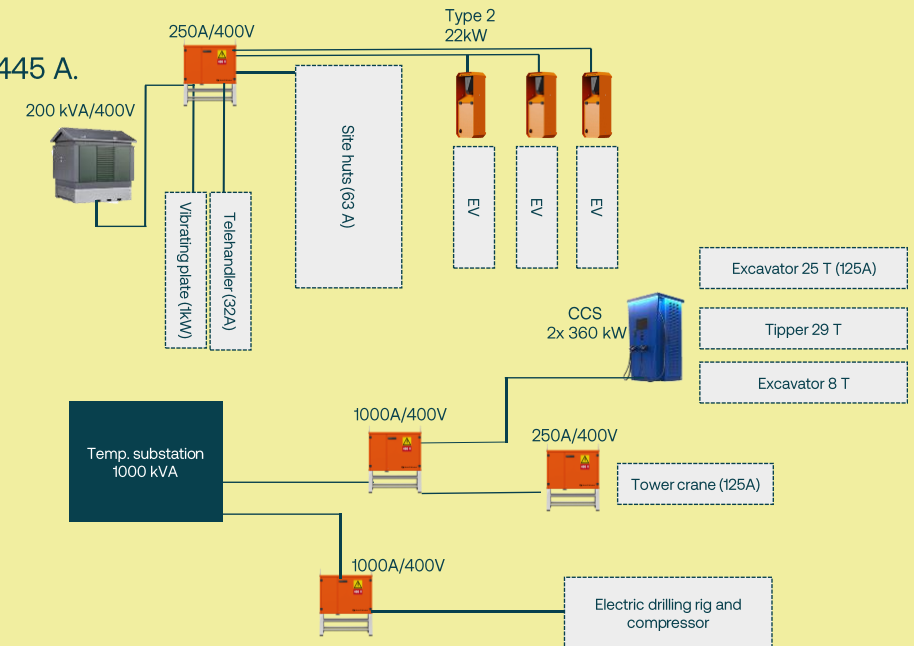 Type 2
22kW
250A/400V
445 A.
200 kVA/400V
Site huts (63 A)
EV
EV
EV
Vibrating plate (1kW)
Telehandler (32A)
Excavator 25 T (125A)
CCS
2x 360 kW
Tipper 29 T
Excavator 8 T
1000A/400V
250A/400V
Temp. substation
1000 kVA
Tower crane (125A)
1000A/400V
Electric drilling rig and
compressor